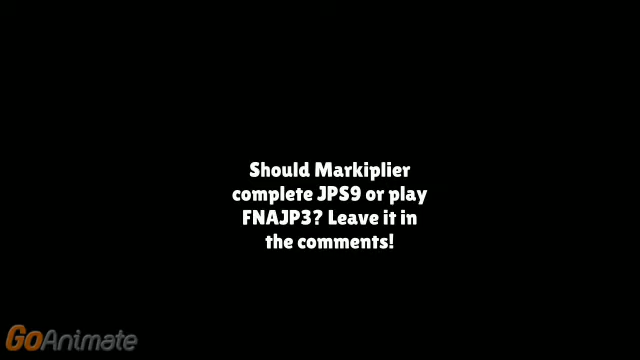 Should Markiplier
complete JPS9 or play
FNAJP3? Leave it in
the comments!
GoAnimate